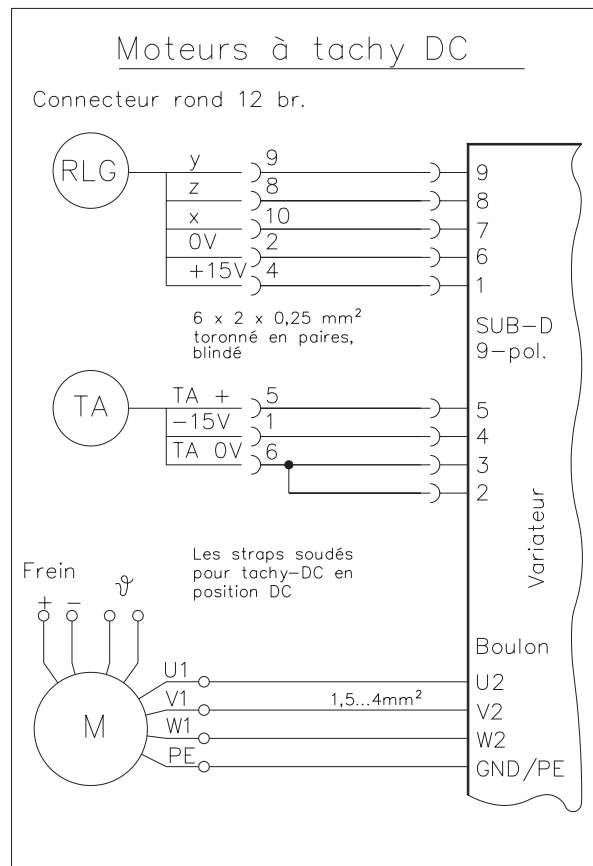 Moteurs à tachy DC
Connecteur rond 12 br.
RLG
y 9 9
z 8 8
x 10 7
0V 2 6
+15V 4 1
6 x 2 x 0,25 mm²
toronné en paires,
blindé
SUB-D
9-pol.
TA
TA + 5 5
-15V 1 4
TA 0V 6 3
2
Les straps soudés
pour tachy-DC en
position DC
Variateur
Frein
+ - ϑ
Boulon
M
U1 U2
V1 1,5...4mm² V2
W1 W2
PE GND/PE